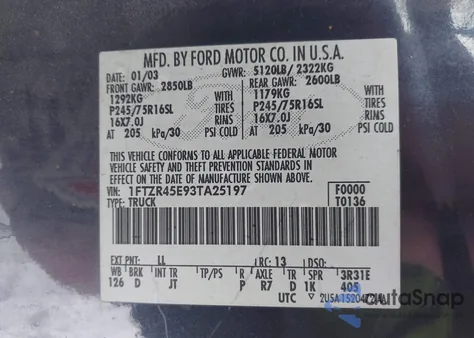 MFD. BY FORD MOTOR CO. IN U.S.A.
DATE: 01/03 GVWR: 5120LB/ 2322KG
FRONT GAWR: 2850LB REAR GAWR: 2600LB
1292KG WITH 1179KG WITH
P245/75R16SL TIRES P245/75R16SL TIRES
16X7.0J RINS 16X7.0J RIMS
AT 205 kPa/30 PSI COLD AT 205 kPa/30 PSI COLD
THIS VEHICLE CONFORMS TO ALL APPLICABLE FEDERAL MOTOR
VEHICLE SAFETY AND THEFT PREVENTION STANDARDS IN
EFFECT ON THE DATE OF MANUFACTURE SHOWN ABOVE.
VIN: 1FTZR45E93TA25197 F0000
TYPE: TRUCK T0136
EXT PNT: LL RC: 13 DSO:
WB BRK INT TR TP/PS R AXLE TR SPR 3R31E
126 D JT P R7 D 1K 405
UTC
autoSnap